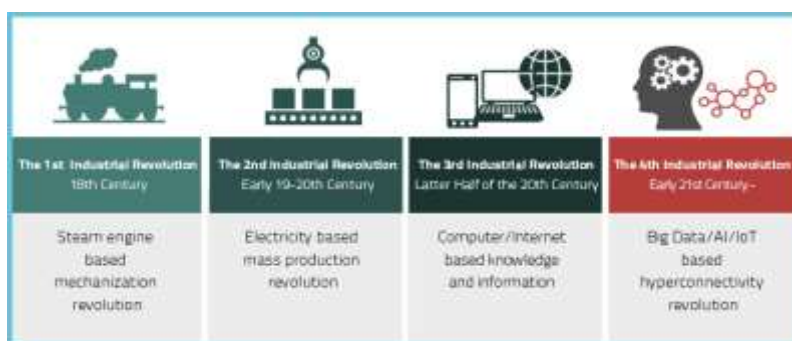 The 1st Industrial Revolution
18th Century
Steam engine
based
mechanization
revolution
The 2nd Industrial Revolution
Early 19-20th Century
Electricity based
mass production
revolution
The 3rd Industrial Revolution
Latter Half of the 20th Century
Computer/Internet
based knowledge
and information
The 4th Industrial Revolution
Early 21st Century~
Big Data/AI/IoT
based
hyperconnectivity
revolution